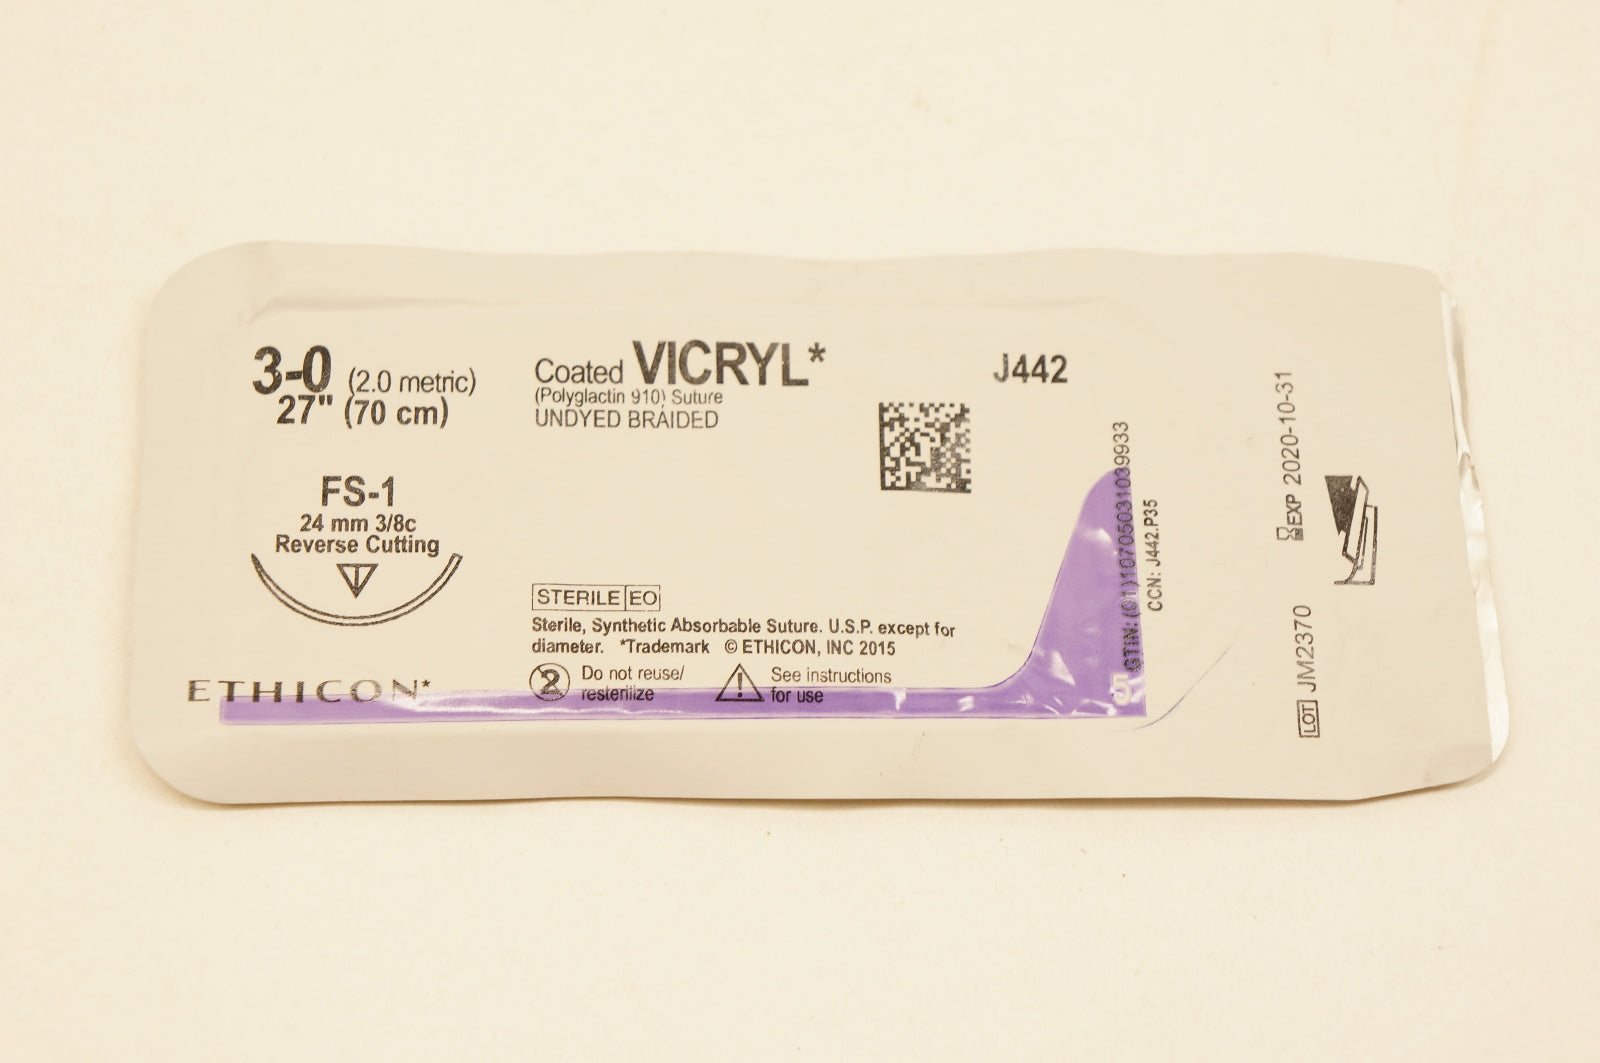 3-0 (2.0 metric)
27" (70 cm)
FS-1
24 mm 3/8c
Reverse Cutting
ETHICON*
Coated VICRYL*
(Polyglactin 910) Suture
UNDYED BRAIDED
J442
STERILE EO
Sterile, Synthetic Absorbable Suture. U.S.P. except for
diameter. *Trademark © ETHICON, INC 2015
2
Do not reuse/
resterilize
See instructions
for use
GTIN: (01)10705031039933
CCN: J442.P35
5
EXP 2020-10-31
LOT JM2370